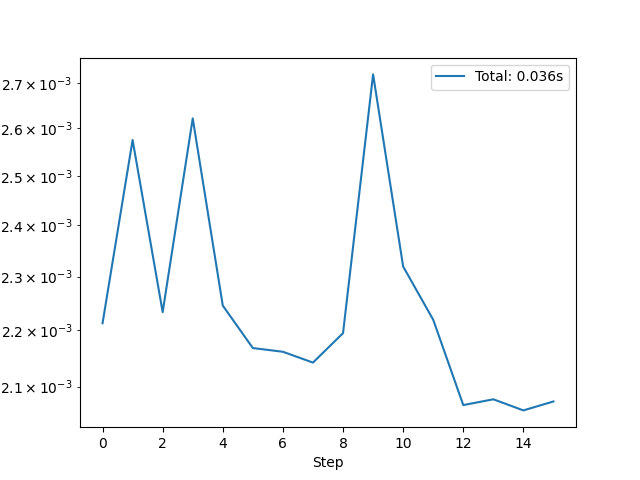 Total: 0.036s
2.7 × 10⁻³
2.6 × 10⁻³
2.5 × 10⁻³
2.4 × 10⁻³
2.3 × 10⁻³
2.2 × 10⁻³
2.1 × 10⁻³
0 2 4 6 8 10 12 14
Step